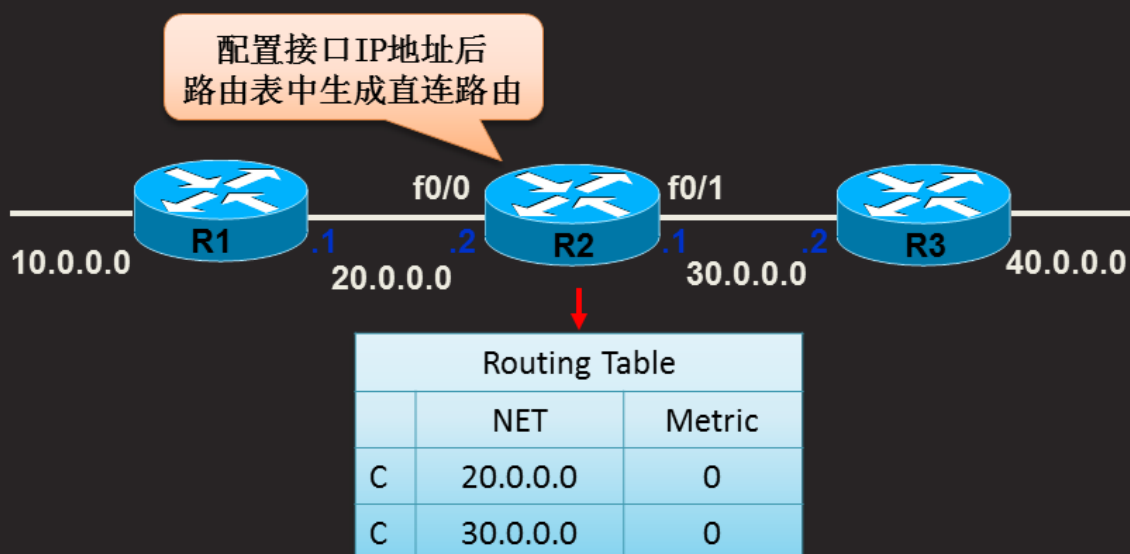 配置接口IP地址后
路由表中生成直连路由
f0/0
f0/1
R1
R2
R3
.1
.2
.1
.2
10.0.0.0
20.0.0.0
30.0.0.0
40.0.0.0
Routing Table
NET Metric
C 20.0.0.0 0
C 30.0.0.0 0